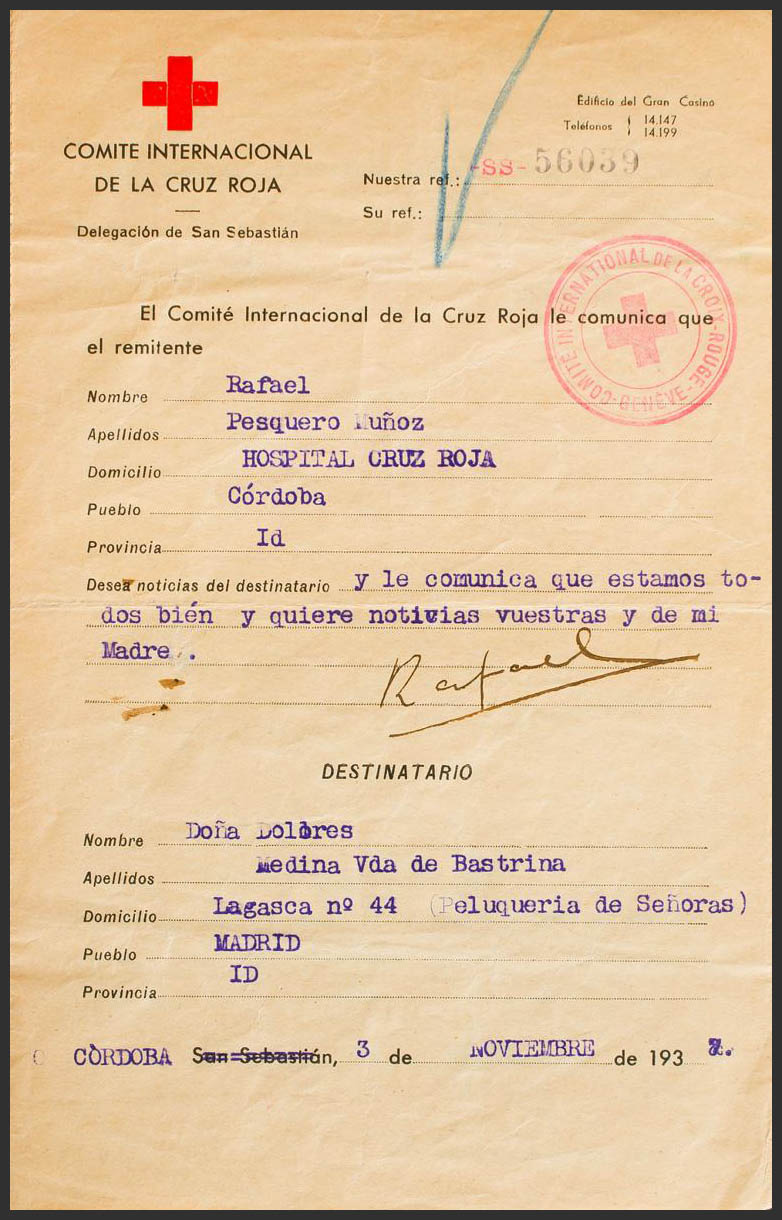 COMITE INTERNACIONAL
DE LA CRUZ ROJA
Delegación de San Sebastián
Edificio del Gran Casino
Teléfonos 14.147
14.199
Nuestra ref.: -SS- 56039
Su ref.:
COMITÉ INTERNATIONAL DE LA CROIX-ROUGE - GENÈVE -
El Comité Internacional de la Cruz Roja le comunica que
el remitente
Nombre Rafael
Apellidos Pesquero Muñoz
Domicilio HOSPITAL CRUZ ROJA
Pueblo Córdoba
Provincia Id
Desea noticias del destinatario y le comunica que estamos to-
dos bién y quiere noticias vuestras y de mi
Madre .
Rafael
DESTINATARIO
Nombre Doña Dolores
Apellidos Medina Vda de Bastrina
Domicilio Lagasca nº 44 (Peluqueria de Señoras)
Pueblo MADRID
Provincia ID
CÒRDOBA San Sebastián, 3 de NOVIEMBRE de 193